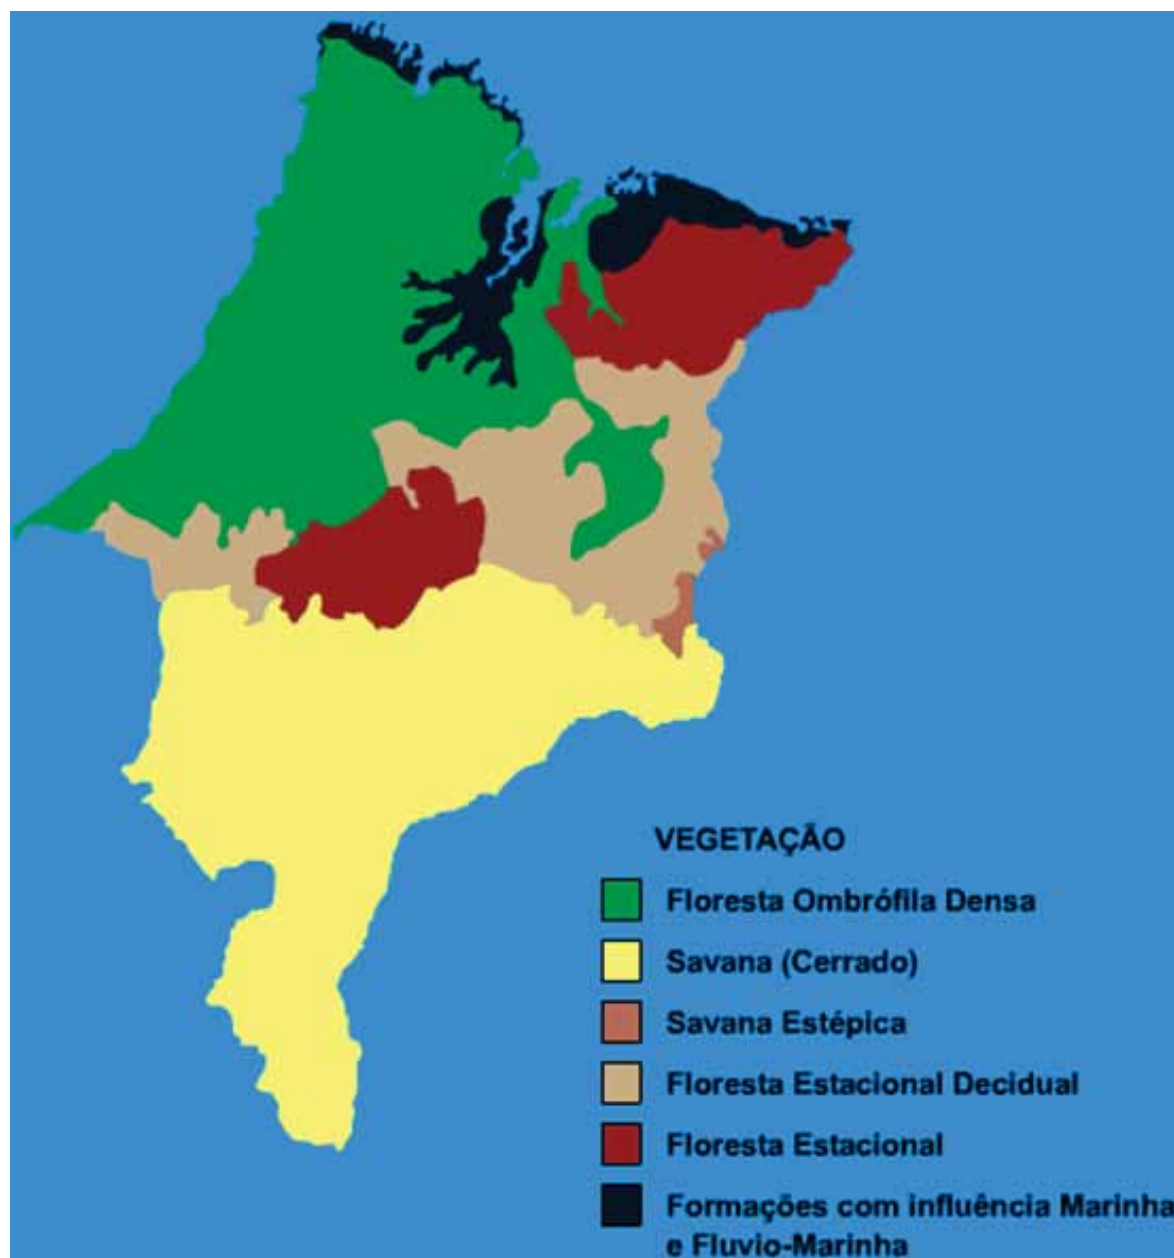 VEGETAÇÃO
Floresta Ombrófila Densa
Savana (Cerrado)
Savana Estépica
Floresta Estacional Decidual
Floresta Estacional
Formações com influência Marinha
e Fluvio-Marinha